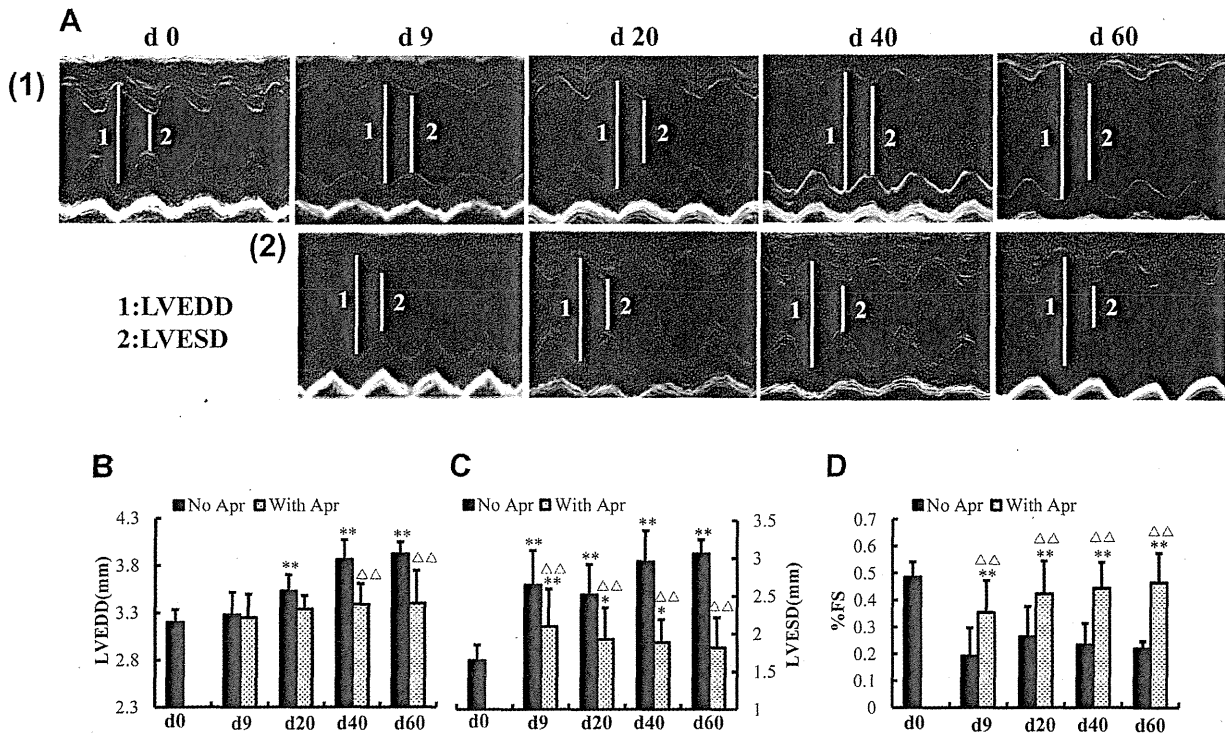 A
d 0 d 9 d 20 d 40 d 60
(1)
1 2 1 2 1 2 1 2 1 2
(2)
1 2 1 2 1 2 1 2
1:LVEDD
2:LVESD
B
No Apr With Apr
4.3
3.8
3.3
2.8
2.3
LVEDD(mm)
** ** △△ ** △△
d0 d9 d20 d40 d60
C
No Apr With Apr
3.5
3
2.5
2
1.5
1
LVESD(mm)
** △△ ** ** △△ * ** △△ * ** △△
d0 d9 d20 d40 d60
D
No Apr With Apr
0.7
0.6
0.5
0.4
0.3
0.2
0.1
0
%FS
△△ ** △△ ** △△ ** △△ **
d0 d9 d20 d40 d60